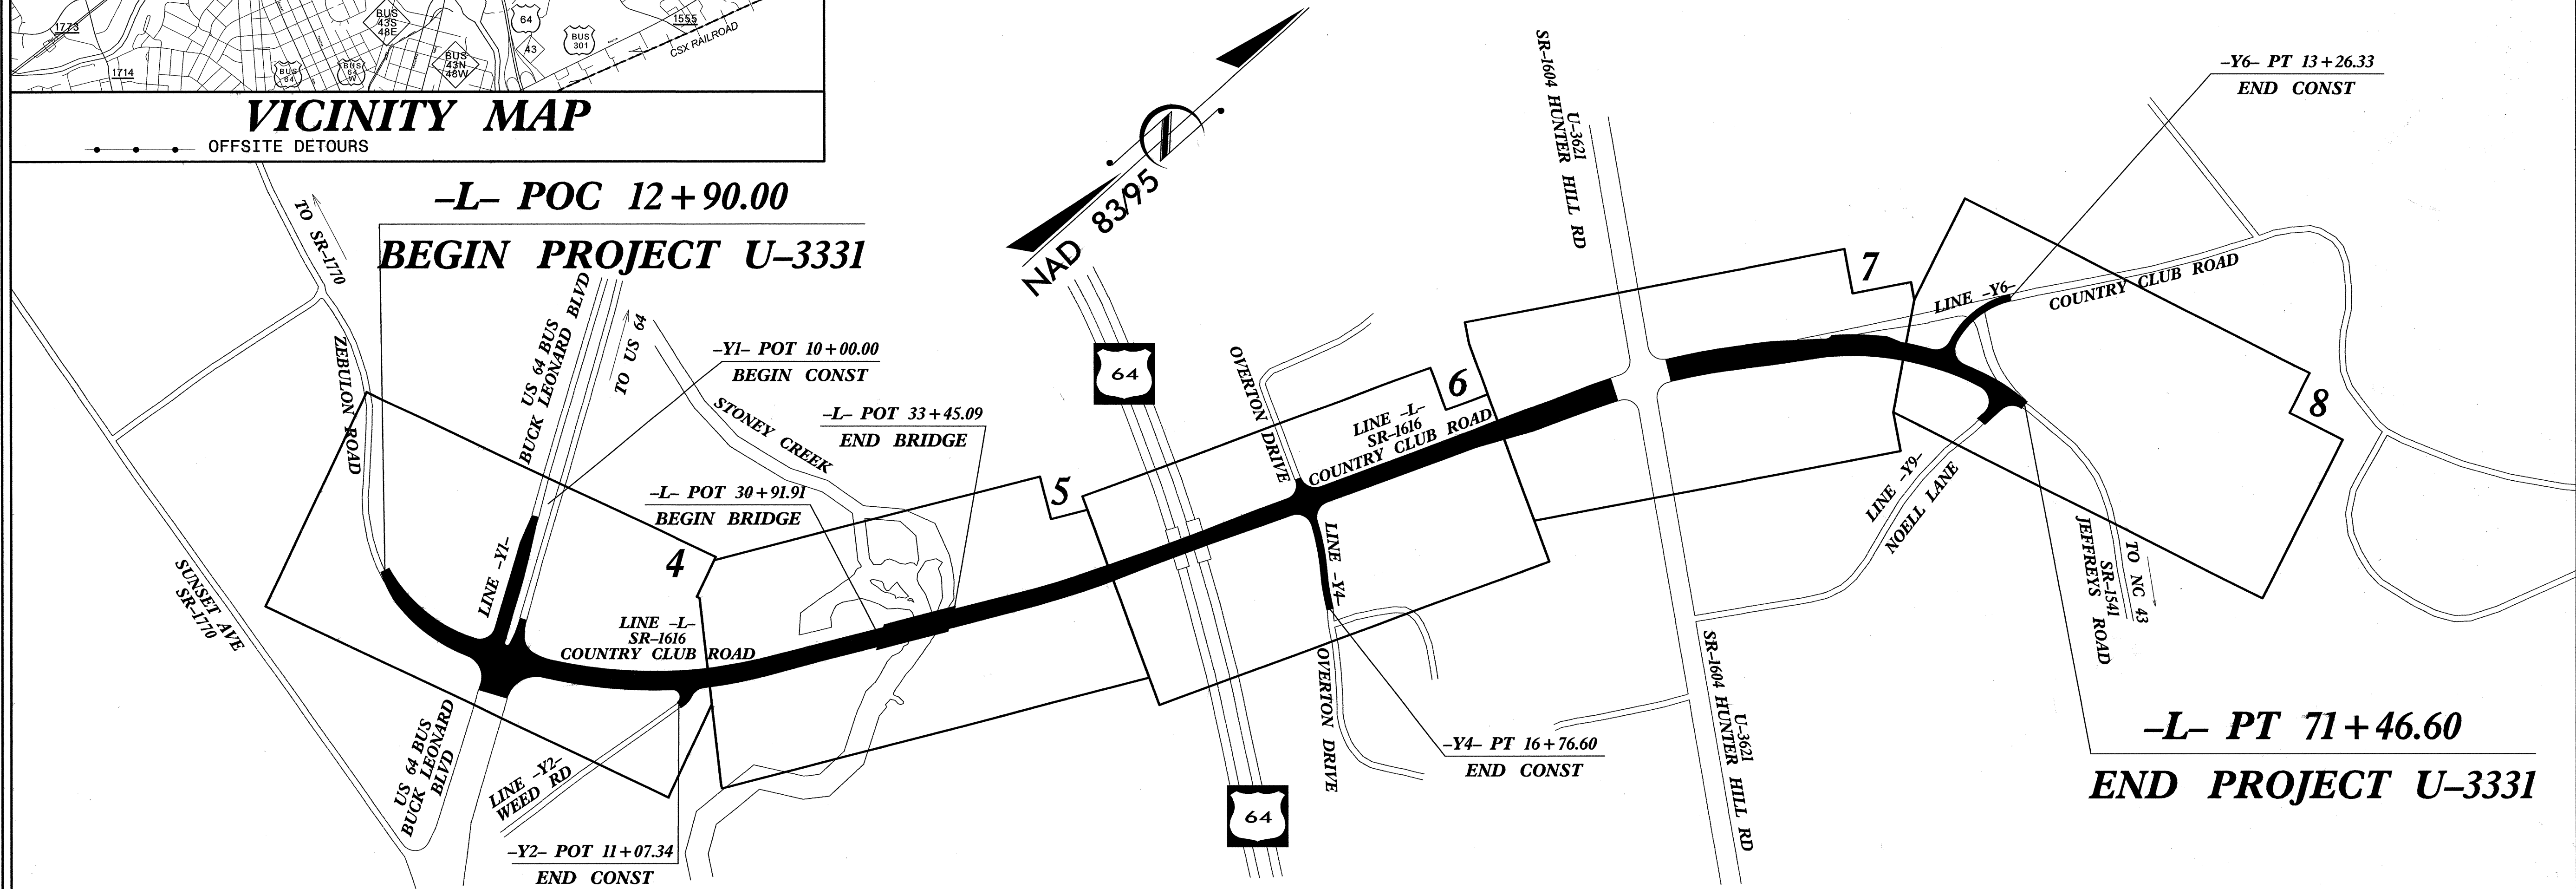 1773
1714
BUS
43S
48E
BUS
64
BUS
64
W
BUS
43N
48W
64
43
BUS
301
1555
CSX RAILROAD
VICINITY MAP
OFFSITE DETOURS
–L– POC 12+90.00
BEGIN PROJECT U–3331
TO SR–1770
ZEBULON ROAD
SUNSET AVE
SR–1770
US 64 BUS
BUCK LEONARD BLVD
TO US 64
LINE –Y1–
–Y1– POT 10+00.00
BEGIN CONST
STONEY CREEK
–L– POT 33+45.09
END BRIDGE
–L– POT 30+91.91
BEGIN BRIDGE
4
LINE –L–
SR–1616
COUNTRY CLUB ROAD
US 64 BUS
BUCK LEONARD
BLVD
LINE –Y2–
WEED RD
–Y2– POT 11+07.34
END CONST
NAD 83/95
64
5
OVERTON DRIVE
LINE –L–
SR–1616
COUNTRY CLUB ROAD
6
LINE –Y4–
OVERTON DRIVE
–Y4– PT 16+76.60
END CONST
64
U–3621
SR–1604 HUNTER HILL RD
7
U–3621
SR–1604 HUNTER HILL RD
–Y6– PT 13+26.33
END CONST
LINE –Y6–
COUNTRY CLUB ROAD
8
LINE –Y9–
NOELL LANE
TO NC 43
SR–1541
JEFFREYS ROAD
–L– PT 71+46.60
END PROJECT U–3331